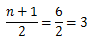 (n + 1)/2 = 6/2 = 3